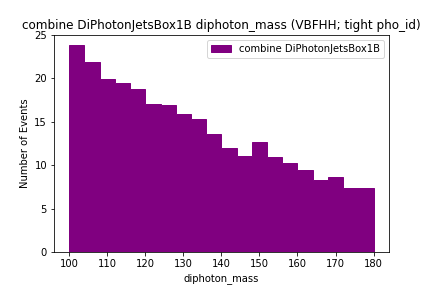 combine DiPhotonJetsBox1B diphoton_mass (VBFHH; tight pho_id)
combine DiPhotonJetsBox1B
Number of Events
25
20
15
10
5
0
100 110 120 130 140 150 160 170 180
diphoton_mass